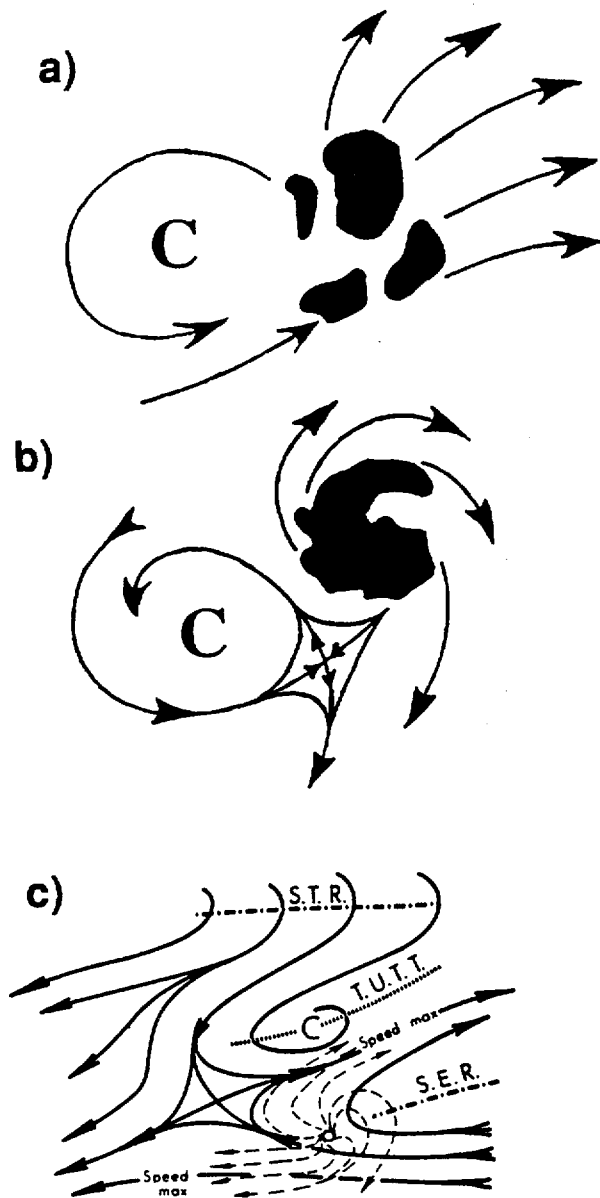 a)
C
b)
C
c)
S.T.R.
T.U.T.T.
C
Speed max
S.E.R.
Speed
max